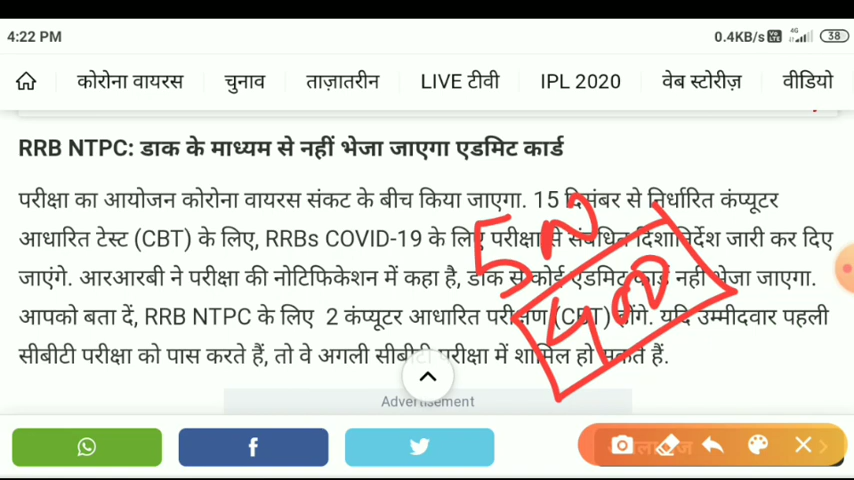 4:22 PM 0.4KB/s 4G 38
कोरोना वायरस चुनाव ताज़ातरीन LIVE टीवी IPL 2020 वेब स्टोरीज़ वीडियो
RRB NTPC: डाक के माध्यम से नहीं भेजा जाएगा एडमिट कार्ड
परीक्षा का आयोजन कोरोना वायरस संकट के बीच किया जाएगा. 15 दिसंबर से निर्धारित कंप्यूटर
आधारित टेस्ट (CBT) के लिए, RRBs COVID-19 के लिए परीक्षा से संबंधित दिशानिर्देश जारी कर दिए
जाएंगे. आरआरबी ने परीक्षा की नोटिफिकेशन में कहा है, डाक से कोई एडमिट कार्ड नहीं भेजा जाएगा.
आपको बता दें, RRB NTPC के लिए 2 कंप्यूटर आधारित परीक्षण (CBT) होंगे. यदि उम्मीदवार पहली
सीबीटी परीक्षा को पास करते हैं, तो वे अगली सीबीटी परीक्षा में शामिल हो सकते हैं.
Advertisement